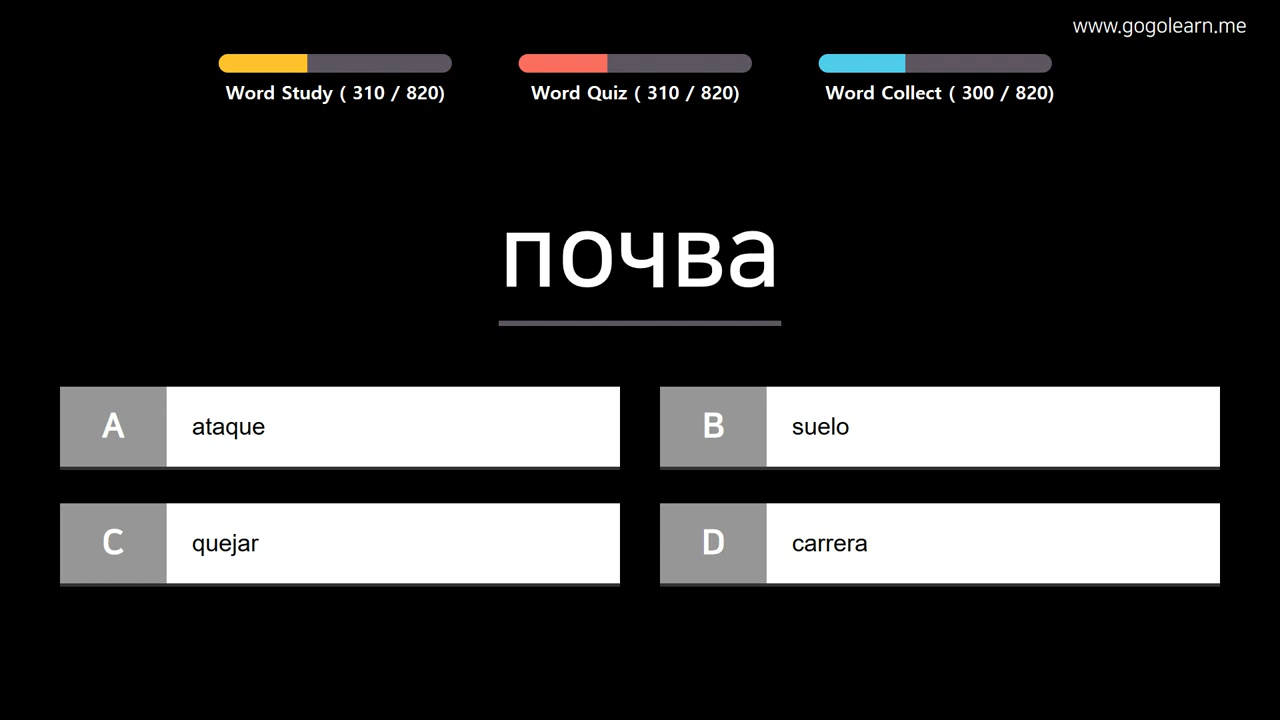 www.gogolearn.me
Word Study ( 310 / 820)
Word Quiz ( 310 / 820)
Word Collect ( 300 / 820)
почва
A ataque
B suelo
C quejar
D carrera